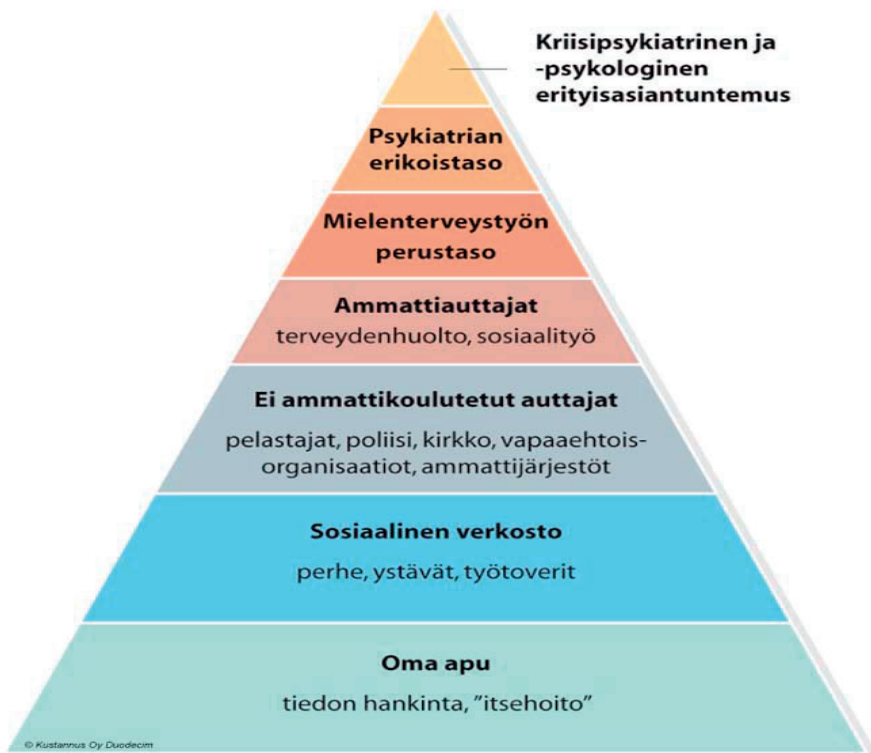 Kriisipsykiatrinen ja
-psykologinen
erityisasiantuntemus
Psykiatrian
erikoistaso
Mielenterveystyön
perustaso
Ammattiauttajat
terveydenhuolto, sosiaalityö
Ei ammattikoulutetut auttajat
pelastajat, poliisi, kirkko, vapaaehtois-
organisaatiot, ammattijärjestöt
Sosiaalinen verkosto
perhe, ystävät, työtoverit
Oma apu
tiedon hankinta, ”itsehoito”
© Kustannus Oy Duodecim